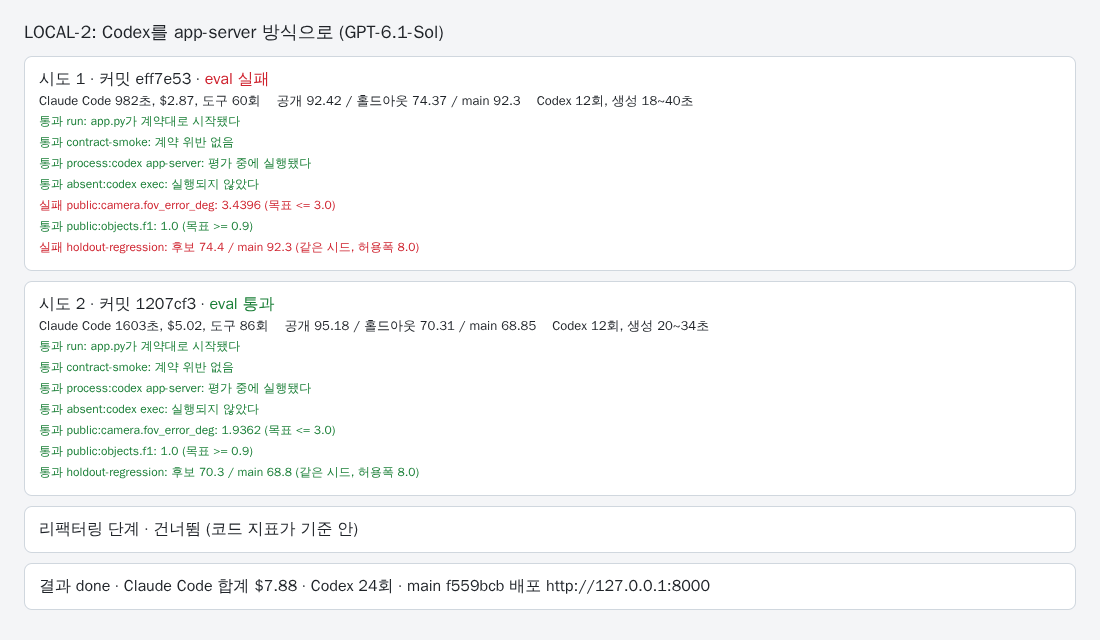 LOCAL-2: Codex를 app-server 방식으로 (GPT-6.1-Sol)
시도 1 · 커밋 eff7e53 · eval 실패
Claude Code 982초, $2.87, 도구 60회 공개 92.42 / 홀드아웃 74.37 / main 92.3 Codex 12회, 생성 18~40초
통과 run: app.py가 계약대로 시작됐다
통과 contract-smoke: 계약 위반 없음
통과 process:codex app-server: 평가 중에 실행됐다
통과 absent:codex exec: 실행되지 않았다
실패 public:camera.fov_error_deg: 3.4396 (목표 <= 3.0)
통과 public:objects.f1: 1.0 (목표 >= 0.9)
실패 holdout-regression: 후보 74.4 / main 92.3 (같은 시드, 허용폭 8.0)
시도 2 · 커밋 1207cf3 · eval 통과
Claude Code 1603초, $5.02, 도구 86회 공개 95.18 / 홀드아웃 70.31 / main 68.85 Codex 12회, 생성 20~34초
통과 run: app.py가 계약대로 시작됐다
통과 contract-smoke: 계약 위반 없음
통과 process:codex app-server: 평가 중에 실행됐다
통과 absent:codex exec: 실행되지 않았다
통과 public:camera.fov_error_deg: 1.9362 (목표 <= 3.0)
통과 public:objects.f1: 1.0 (목표 >= 0.9)
통과 holdout-regression: 후보 70.3 / main 68.8 (같은 시드, 허용폭 8.0)
리팩터링 단계 · 건너뜀 (코드 지표가 기준 안)
결과 done · Claude Code 합계 $7.88 · Codex 24회 · main f559bcb 배포 http://127.0.0.1:8000